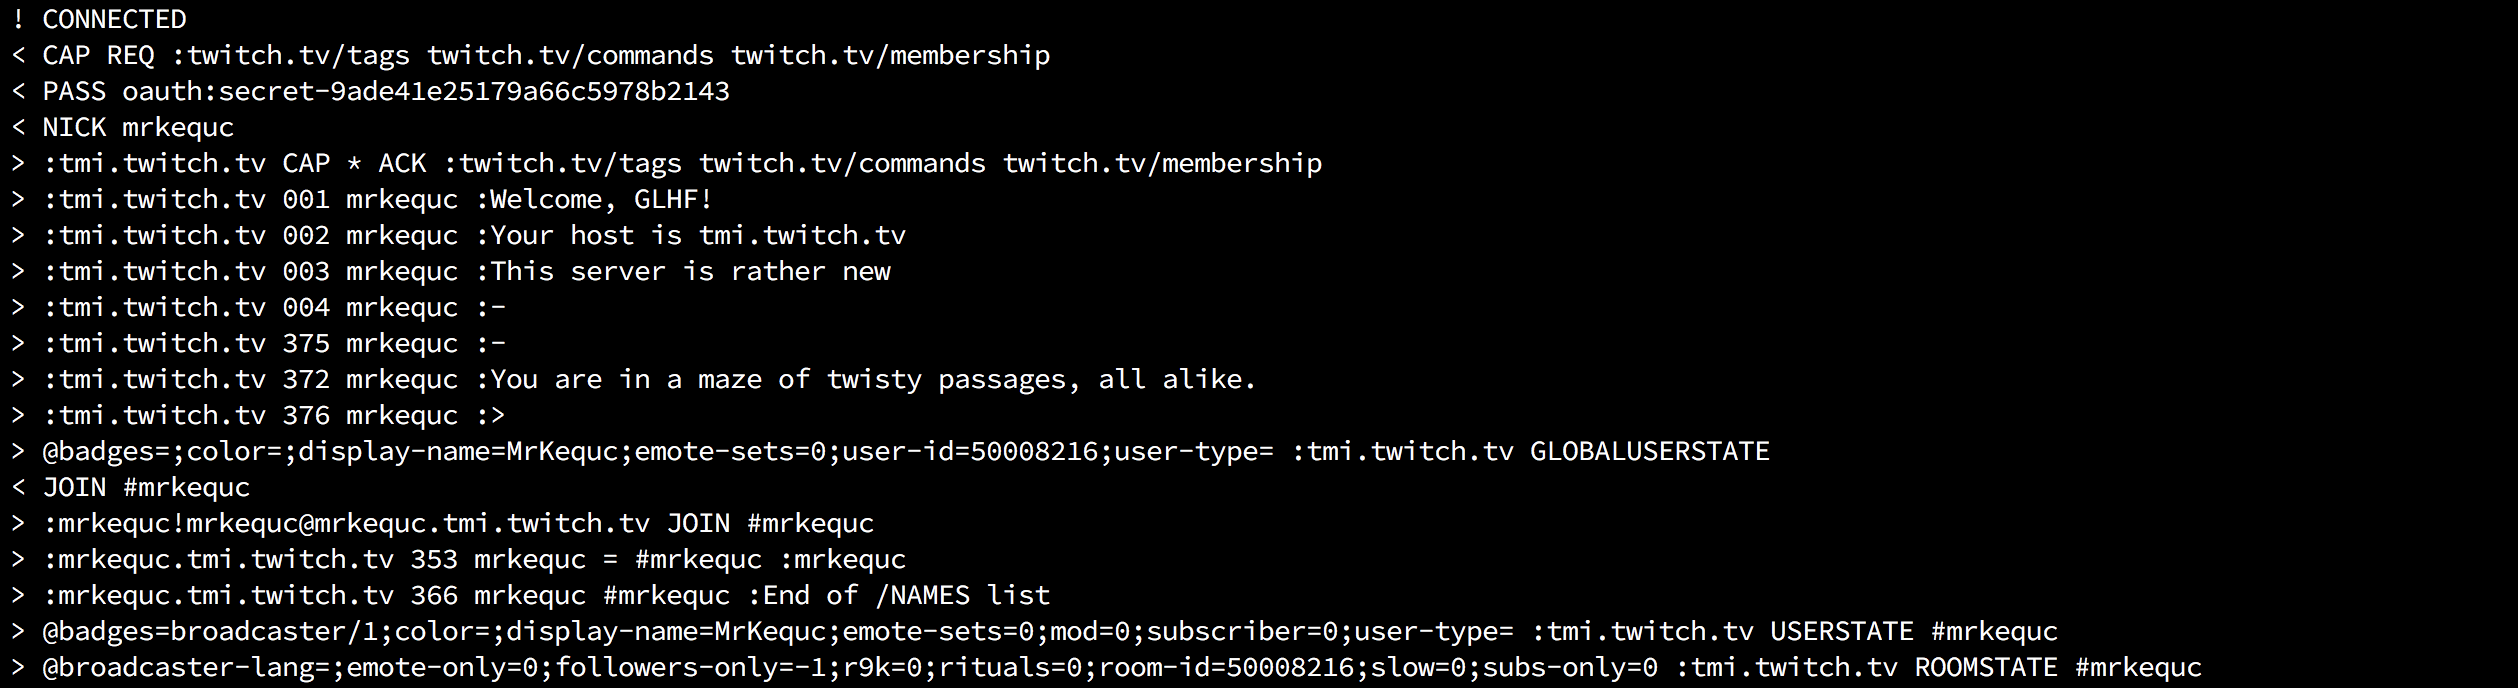 ! CONNECTED
< CAP REQ :twitch.tv/tags twitch.tv/commands twitch.tv/membership
< PASS oauth:secret-9ade41e25179a66c5978b2143
< NICK mrkequc
> :tmi.twitch.tv CAP * ACK :twitch.tv/tags twitch.tv/commands twitch.tv/membership
> :tmi.twitch.tv 001 mrkequc :Welcome, GLHF!
> :tmi.twitch.tv 002 mrkequc :Your host is tmi.twitch.tv
> :tmi.twitch.tv 003 mrkequc :This server is rather new
> :tmi.twitch.tv 004 mrkequc :-
> :tmi.twitch.tv 375 mrkequc :-
> :tmi.twitch.tv 372 mrkequc :You are in a maze of twisty passages, all alike.
> :tmi.twitch.tv 376 mrkequc :>
> @badges=;color=;display-name=MrKequc;emote-sets=0;user-id=50008216;user-type= :tmi.twitch.tv GLOBALUSERSTATE
< JOIN #mrkequc
> :mrkequc!mrkequc@mrkequc.tmi.twitch.tv JOIN #mrkequc
> :mrkequc.tmi.twitch.tv 353 mrkequc = #mrkequc :mrkequc
> :mrkequc.tmi.twitch.tv 366 mrkequc #mrkequc :End of /NAMES list
> @badges=broadcaster/1;color=;display-name=MrKequc;emote-sets=0;mod=0;subscriber=0;user-type= :tmi.twitch.tv USERSTATE #mrkequc
> @broadcaster-lang=;emote-only=0;followers-only=-1;r9k=0;rituals=0;room-id=50008216;slow=0;subs-only=0 :tmi.twitch.tv ROOMSTATE #mrkequc